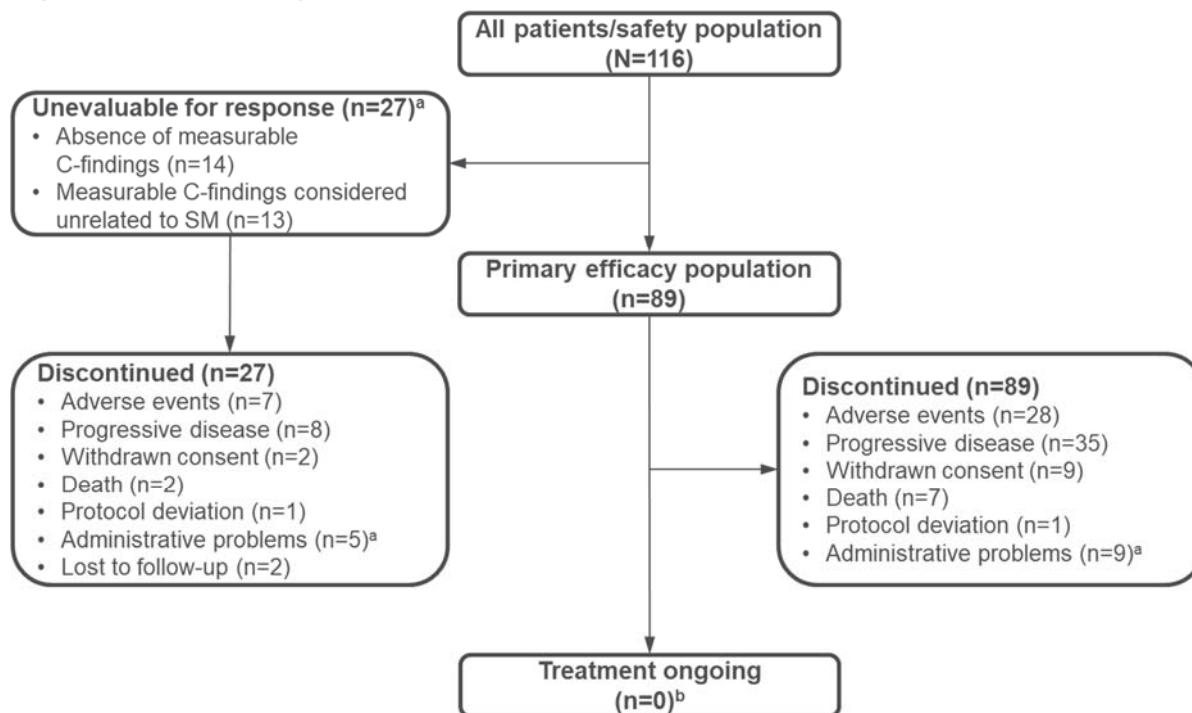 All patients/safety population
(N=116)
Unevaluable for response (n=27)ᵃ
• Absence of measurable
C-findings (n=14)
• Measurable C-findings considered
unrelated to SM (n=13)
Primary efficacy population
(n=89)
Discontinued (n=27)
• Adverse events (n=7)
• Progressive disease (n=8)
• Withdrawn consent (n=2)
• Death (n=2)
• Protocol deviation (n=1)
• Administrative problems (n=5)ᵃ
• Lost to follow-up (n=2)
Discontinued (n=89)
• Adverse events (n=28)
• Progressive disease (n=35)
• Withdrawn consent (n=9)
• Death (n=7)
• Protocol deviation (n=1)
• Administrative problems (n=9)ᵃ
Treatment ongoing
(n=0)ᵇ